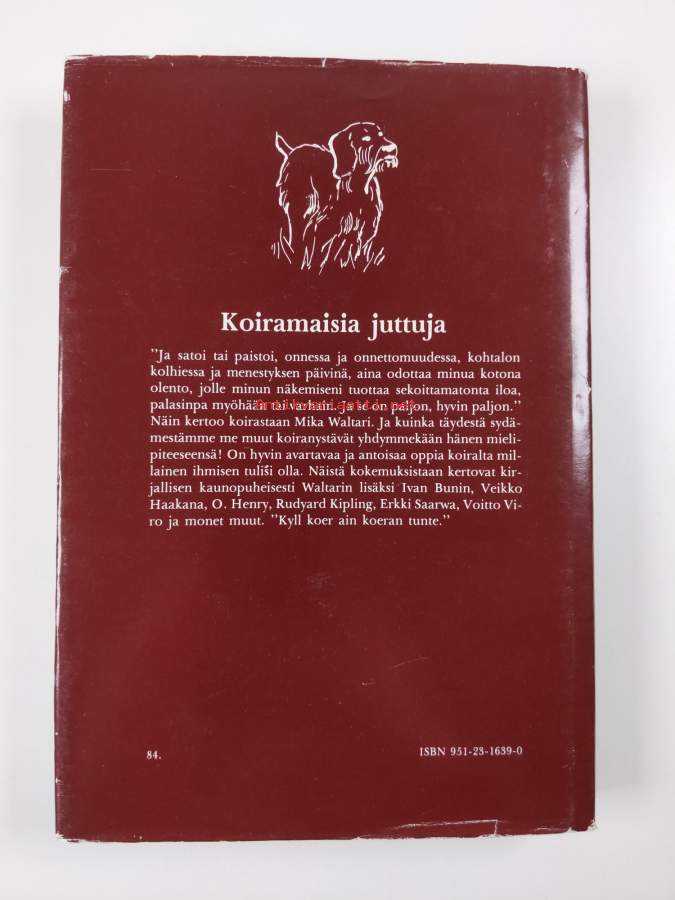 Koiramaisia juttuja
"Ja satoi tai paistoi, onnessa ja onnettomuudessa, kohtalon
kolhiessa ja menestyksen päivinä, aina odottaa minua kotona
olento, jolle minun näkemiseni tuottaa sekoittamatonta iloa,
palasinpa myöhään tai varhain. Se on paljon, hyvin paljon."
Näin kertoo koirastaan Mika Waltari. Ja kuinka täydestä sydä-
mestämme me muut koiranystävät yhdymmekään hänen mieli-
piteeseensä! On hyvin avartavaa ja antoisaa oppia koiralta mil-
lainen ihmisen tulisi olla. Näistä kokemuksistaan kertovat kir-
jallisen kaunopuheisesti Waltarin lisäksi Ivan Bunin, Veikko
Haakana, O. Henry, Rudyard Kipling, Erkki Saarwa, Voitto Vi-
ro ja monet muut. "Kyll koer ain koeran tunte."
84.
ISBN 951-23-1639-0